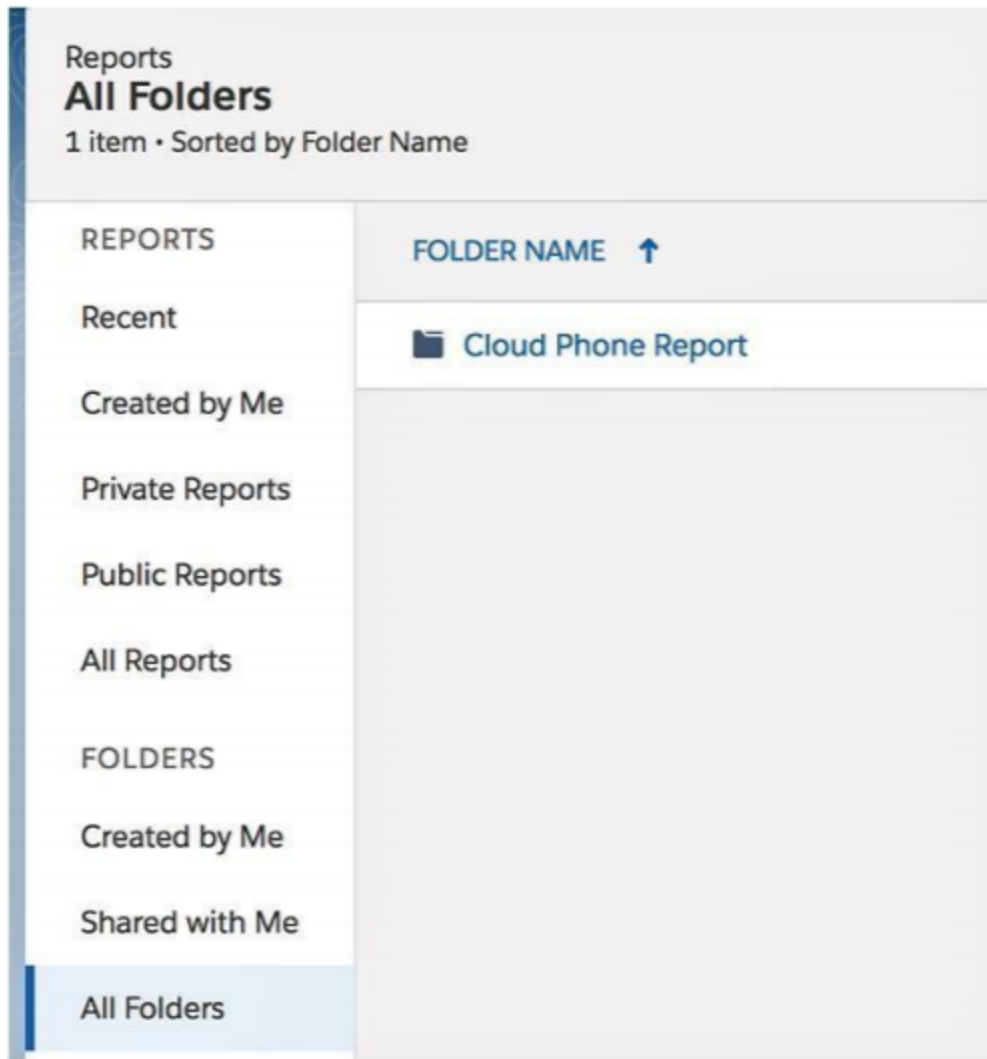 Reports
All Folders
1 item • Sorted by Folder Name
REPORTS
Recent
Created by Me
Private Reports
Public Reports
All Reports
FOLDERS
Created by Me
Shared with Me
All Folders
FOLDER NAME ↑
Cloud Phone Report